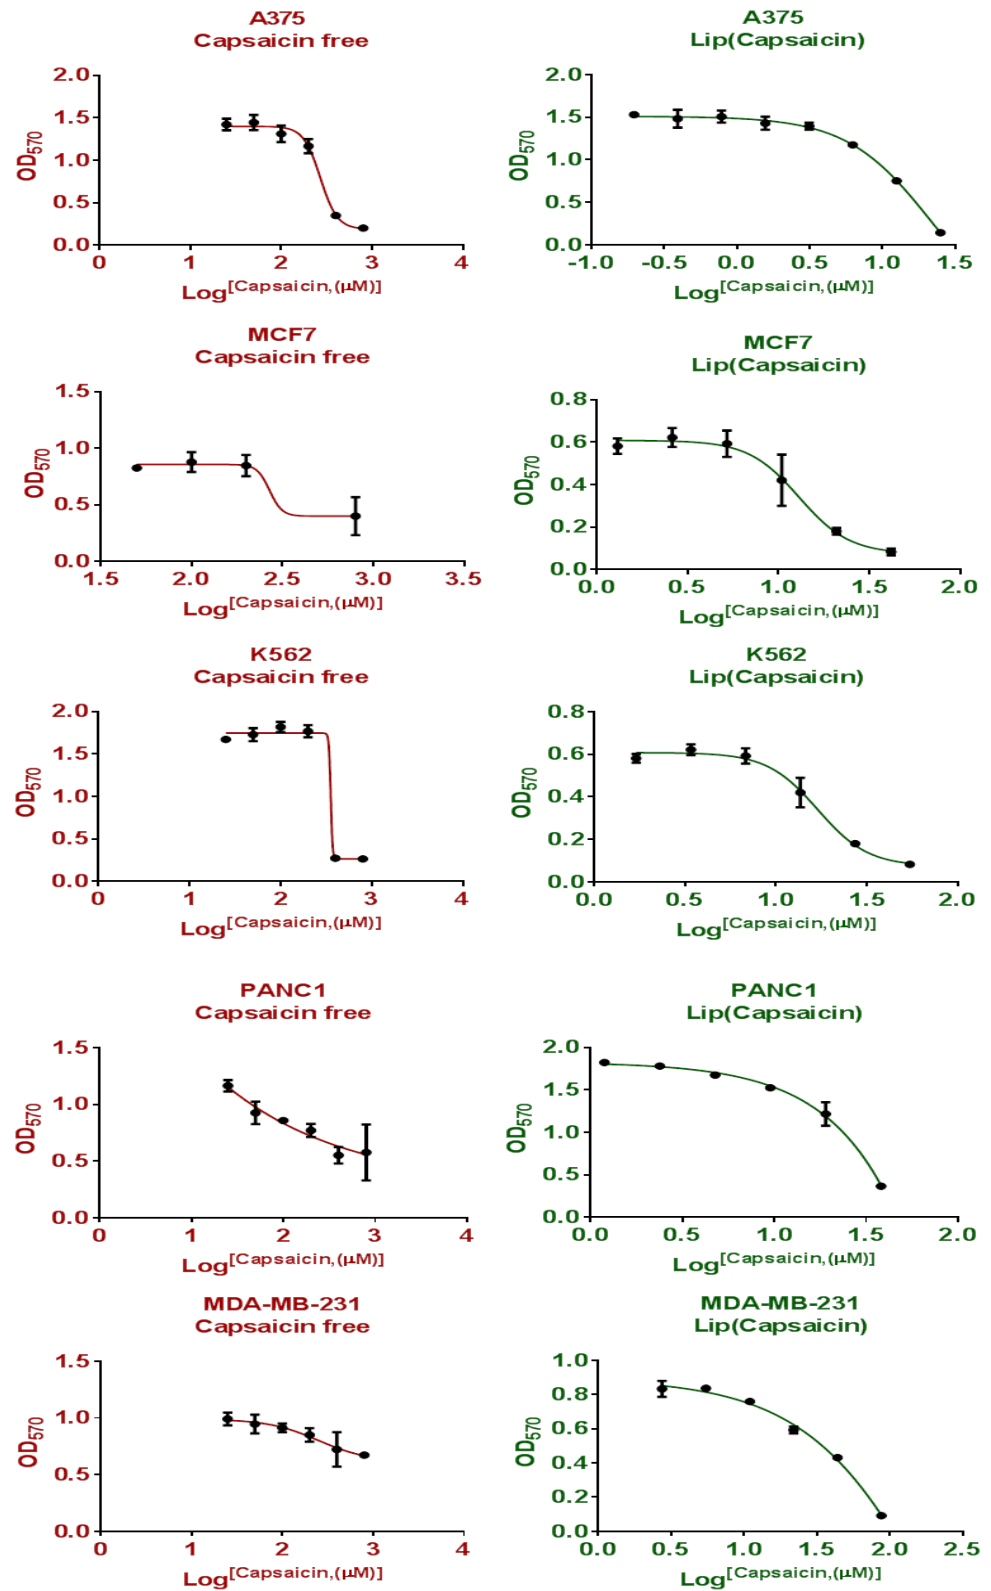 A375
Capsaicin free
OD570
2.0
1.5
1.0
0.5
0.0
0 1 2 3 4
Log[Capsaicin,(μM)]
A375
Lip(Capsaicin)
OD570
2.0
1.5
1.0
0.5
0.0
-1.0 -0.5 0.0 0.5 1.0 1.5
Log[Capsaicin,(μM)]
MCF7
Capsaicin free
OD570
1.5
1.0
0.5
0.0
1.5 2.0 2.5 3.0 3.5
Log[Capsaicin,(μM)]
MCF7
Lip(Capsaicin)
OD570
0.8
0.6
0.4
0.2
0.0
0.0 0.5 1.0 1.5 2.0
Log[Capsaicin,(μM)]
K562
Capsaicin free
OD570
2.0
1.5
1.0
0.5
0.0
0 1 2 3 4
Log[Capsaicin,(μM)]
K562
Lip(Capsaicin)
OD570
0.8
0.6
0.4
0.2
0.0
0.0 0.5 1.0 1.5 2.0
Log[Capsaicin,(μM)]
PANC1
Capsaicin free
OD570
1.5
1.0
0.5
0.0
0 1 2 3 4
Log[Capsaicin,(μM)]
PANC1
Lip(Capsaicin)
OD570
2.0
1.5
1.0
0.5
0.0
0.0 0.5 1.0 1.5 2.0
Log[Capsaicin,(μM)]
MDA-MB-231
Capsaicin free
OD570
1.5
1.0
0.5
0.0
0 1 2 3 4
Log[Capsaicin,(μM)]
MDA-MB-231
Lip(Capsaicin)
OD570
1.0
0.8
0.6
0.4
0.2
0.0
0.0 0.5 1.0 1.5 2.0 2.5
Log[Capsaicin,(μM)]